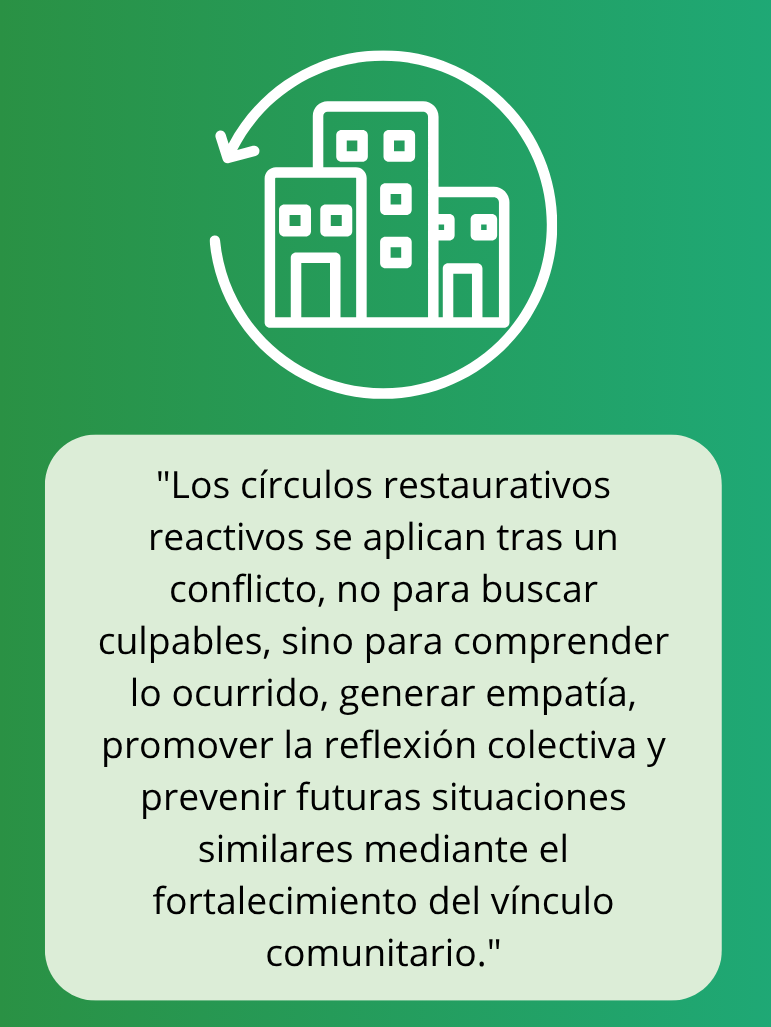 "Los círculos restaurativos
reactivos se aplican tras un
conflicto, no para buscar
culpables, sino para comprender
lo ocurrido, generar empatía,
promover la reflexión colectiva y
prevenir futuras situaciones
similares mediante el
fortalecimiento del vínculo
comunitario."